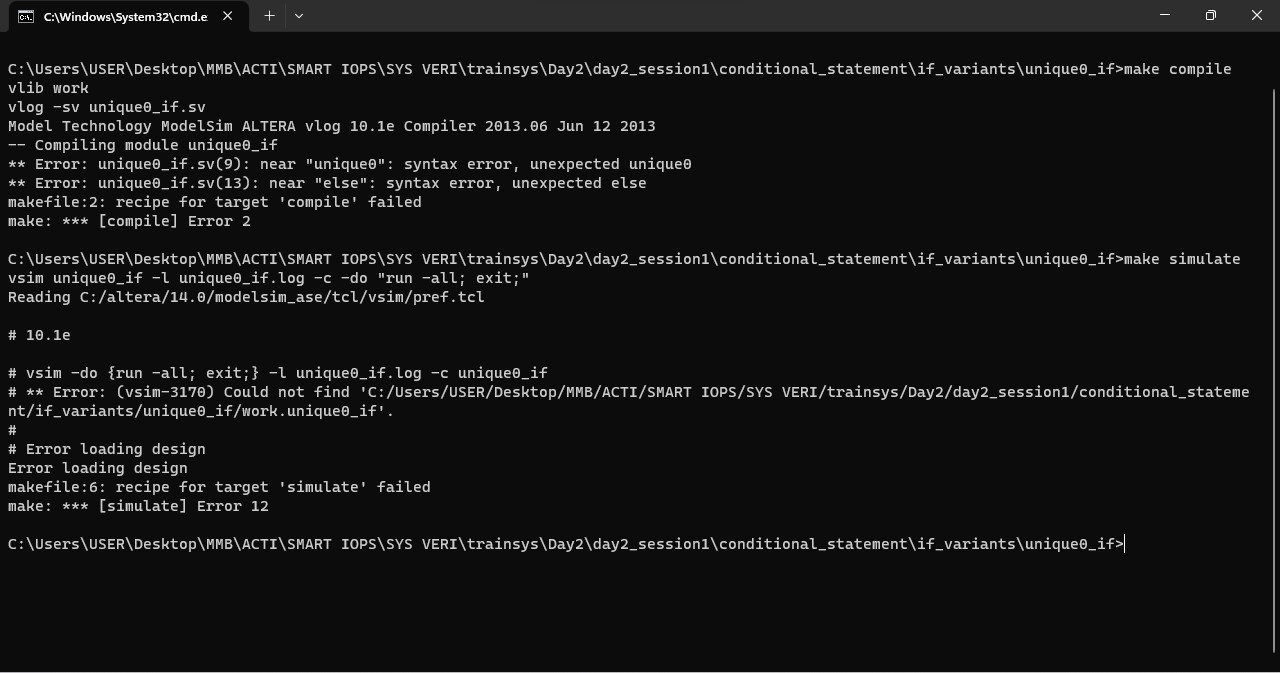 C:\Windows\System32\cmd.e
C:\Users\USER\Desktop\MMB\ACTI\SMART IOPS\SYS VERI\trainsys\Day2\day2_session1\conditional_statement\if_variants\unique0_if>make compile
vlib work
vlog -sv unique0_if.sv
Model Technology ModelSim ALTERA vlog 10.1e Compiler 2013.06 Jun 12 2013
-- Compiling module unique0_if
** Error: unique0_if.sv(9): near "unique0": syntax error, unexpected unique0
** Error: unique0_if.sv(13): near "else": syntax error, unexpected else
makefile:2: recipe for target 'compile' failed
make: *** [compile] Error 2
C:\Users\USER\Desktop\MMB\ACTI\SMART IOPS\SYS VERI\trainsys\Day2\day2_session1\conditional_statement\if_variants\unique0_if>make simulate
vsim unique0_if -l unique0_if.log -c -do "run -all; exit;"
Reading C:/altera/14.0/modelsim_ase/tcl/vsim/pref.tcl
# 10.1e
# vsim -do {run -all; exit;} -l unique0_if.log -c unique0_if
# ** Error: (vsim-3170) Could not find 'C:/Users/USER/Desktop/MMB/ACTI/SMART IOPS/SYS VERI/trainsys/Day2/day2_session1/conditional_stateme
nt/if_variants/unique0_if/work.unique0_if'.
#
# Error loading design
Error loading design
makefile:6: recipe for target 'simulate' failed
make: *** [simulate] Error 12
C:\Users\USER\Desktop\MMB\ACTI\SMART IOPS\SYS VERI\trainsys\Day2\day2_session1\conditional_statement\if_variants\unique0_if>